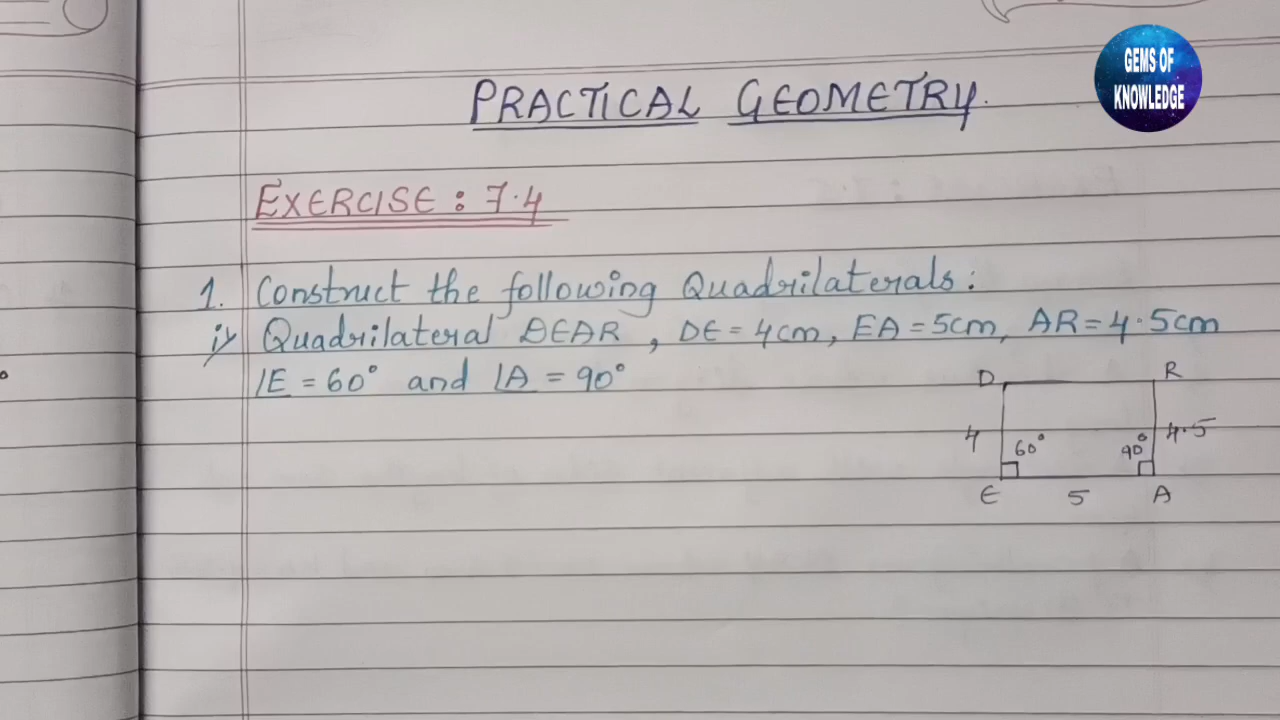 GEMS OF
KNOWLEDGE
PRACTICAL GEOMETRY.
EXERCISE : 7.4
1. Construct the following Quadrilaterals:
i) Quadrilateral DEAR, DE = 4cm, EA = 5cm, AR = 4.5cm
∠E = 60° and ∠A = 90°
D R
4 60° 90° 4.5
E 5 A